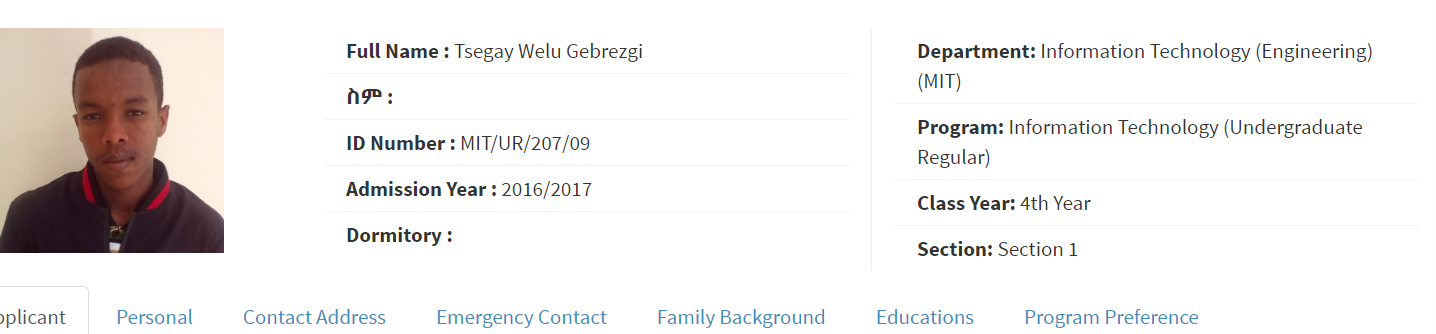 Full Name : Tsegay Welu Gebrezgi
ስም :
ID Number : MIT/UR/207/09
Admission Year : 2016/2017
Dormitory :
Department: Information Technology (Engineering)
(MIT)
Program: Information Technology (Undergraduate
Regular)
Class Year: 4th Year
Section: Section 1
pplicant Personal Contact Address Emergency Contact Family Background Educations Program Preference